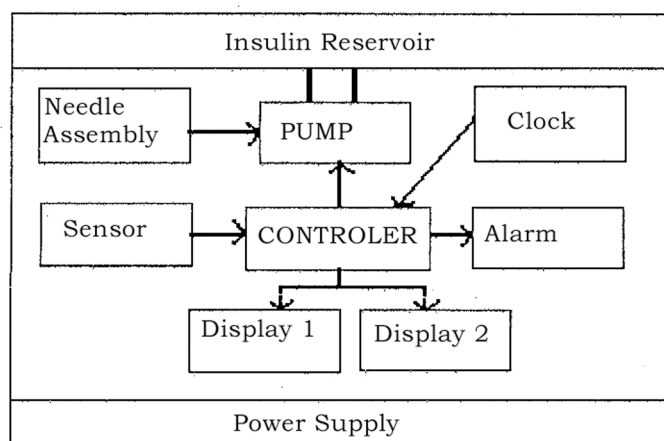 Insulin Reservoir
Needle
Assembly
PUMP
Clock
Sensor
CONTROLER
Alarm
Display 1
Display 2
Power Supply